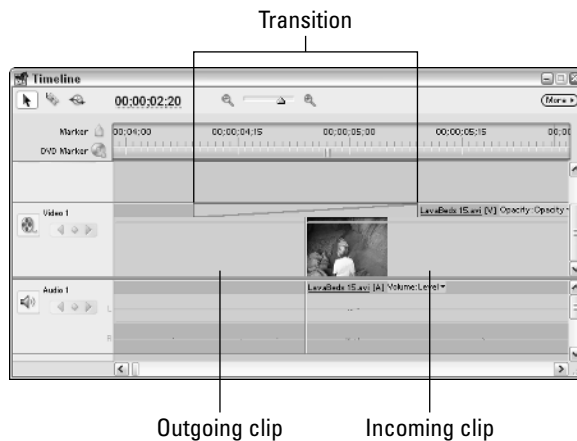 Transition
Timeline
00;00;02;20
More
Marker
00;04;00
00;00;04;15
00;00;05;00
00;00;05;15
00;00
DVD Marker
Video 1
LavaBeds 15.avi [V] Opacity:Opacity
Audio 1
LavaBeds 15.avi [A] Volume:Level
L
R
Outgoing clip
Incoming clip